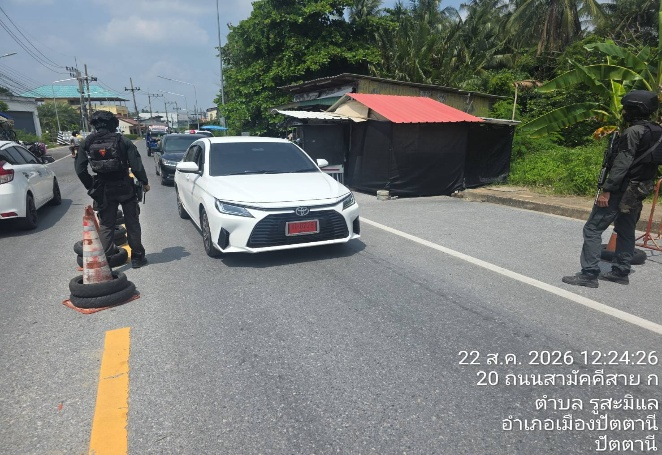 22 ส.ค. 2026 12:24:26
20 ถนนสามัคคีสาย ก
ตำบล รูสะมิแล
อำเภอเมืองปัตตานี
ปัตตานี